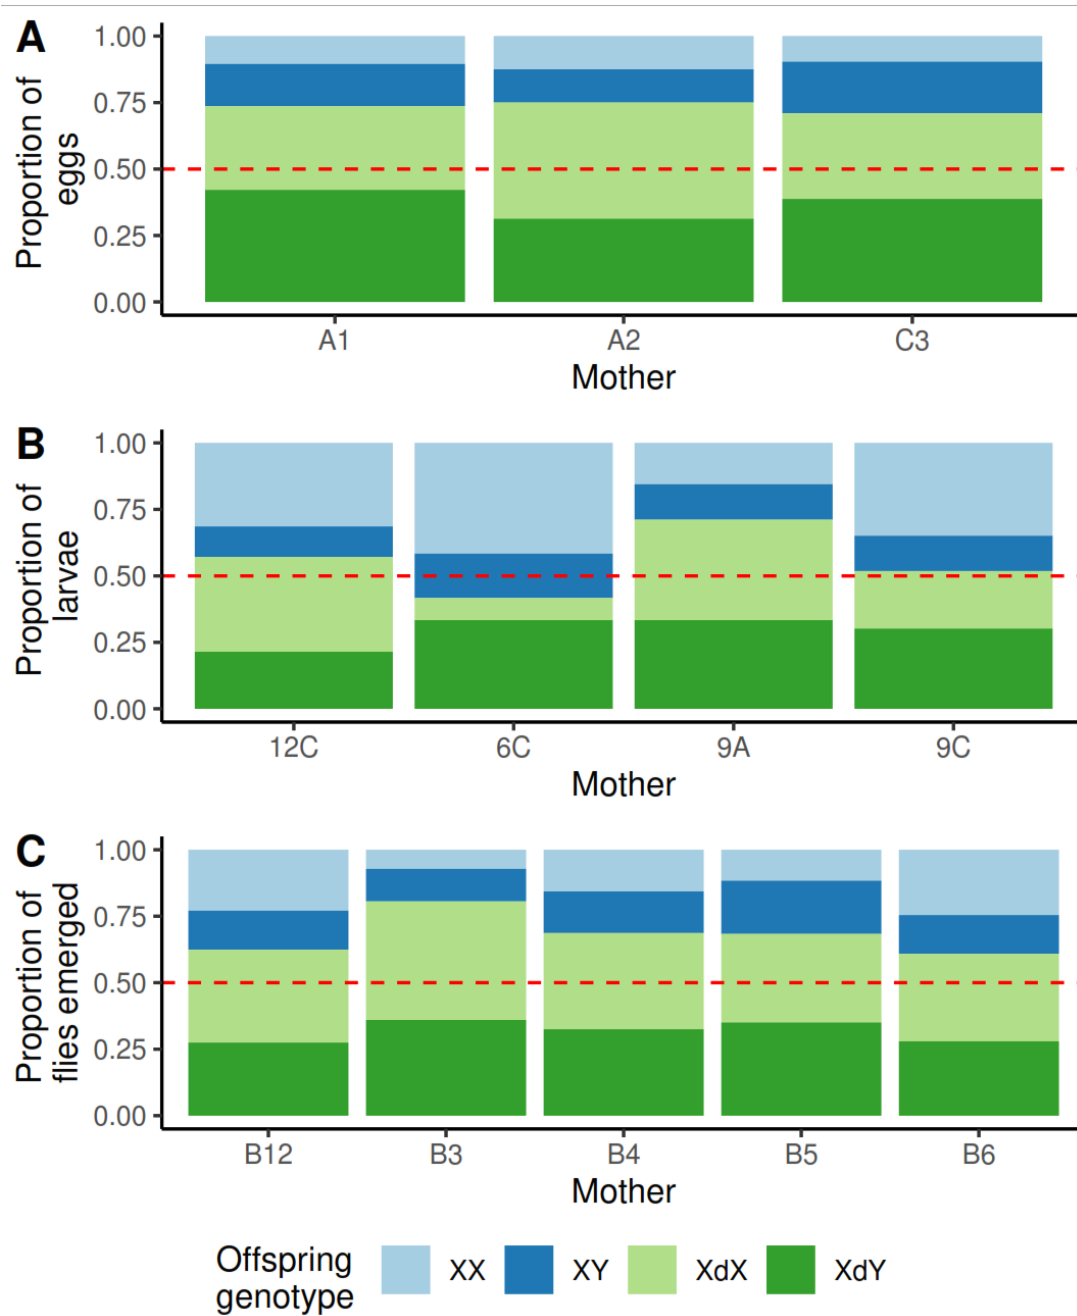 A
Proportion of
eggs
1.00
0.75
0.50
0.25
0.00
A1 A2 C3
Mother
B
Proportion of
larvae
1.00
0.75
0.50
0.25
0.00
12C 6C 9A 9C
Mother
C
Proportion of
flies emerged
1.00
0.75
0.50
0.25
0.00
B12 B3 B4 B5 B6
Mother
Offspring
genotype
XX XY XdX XdY